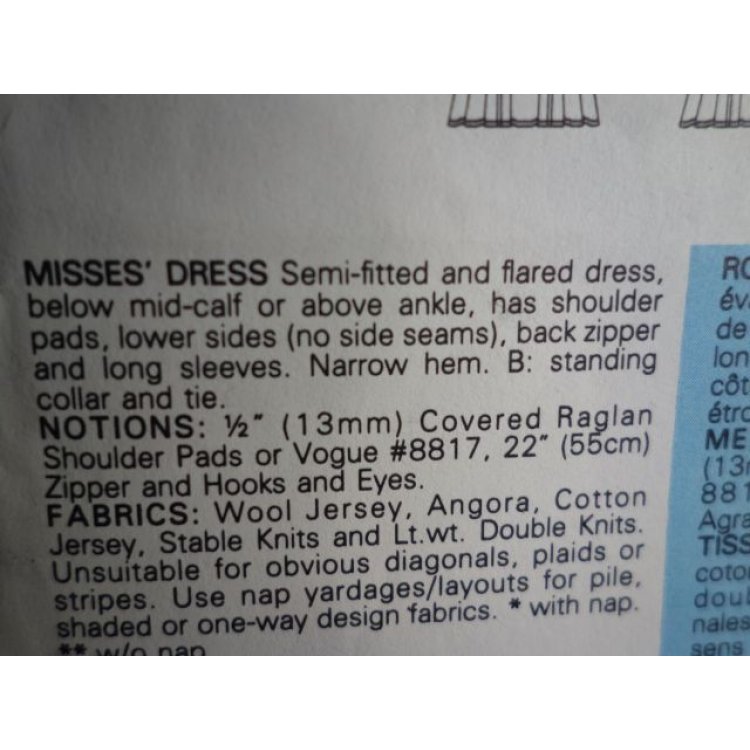 MISSES' DRESS Semi-fitted and flared dress,
below mid-calf or above ankle, has shoulder
pads, lower sides (no side seams), back zipper
and long sleeves. Narrow hem. B: standing
collar and tie.
NOTIONS: ½" (13mm) Covered Raglan
Shoulder Pads or Vogue #8817, 22" (55cm)
Zipper and Hooks and Eyes.
FABRICS: Wool Jersey, Angora, Cotton
Jersey, Stable Knits and Lt.wt. Double Knits.
Unsuitable for obvious diagonals, plaids or
stripes. Use nap yardages/layouts for pile,
shaded or one-way design fabrics. * with nap.
** w/o nap
RO
év
de
lon
côt
étro
ME
(13
881
Agra
TISS
coto
doub
nales
sens